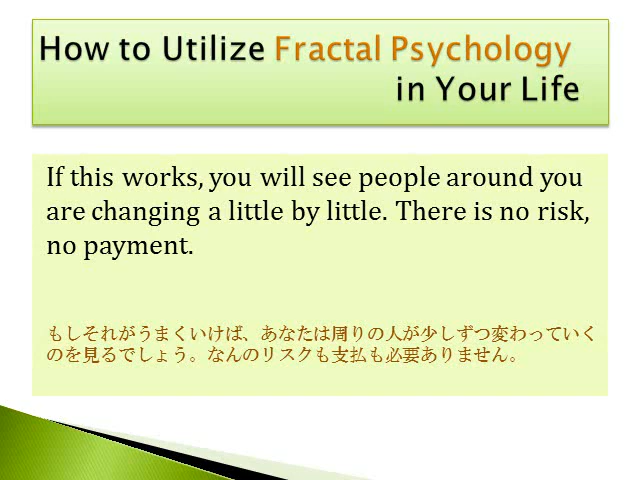 How to Utilize Fractal Psychology
in Your Life
If this works, you will see people around you
are changing a little by little. There is no risk,
no payment.
もしそれがうまくいけば、あなたは周りの人が少しずつ変わっていく
のを見るでしょう。なんのリスクも支払も必要ありません。